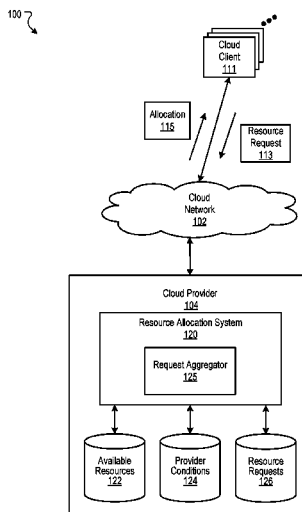 100
Cloud
Client
111
Allocation
115
Resource
Request
113
Cloud
Network
102
Cloud Provider
104
Resource Allocation System
120
Request Aggregator
125
Available
Resources
122
Provider
Conditions
124
Resource
Requests
126